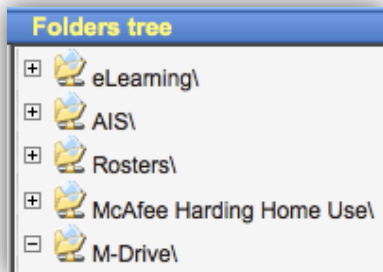 Folders tree
eLearning\
AIS\
Rosters\
McAfee Harding Home Use\
M-Drive\